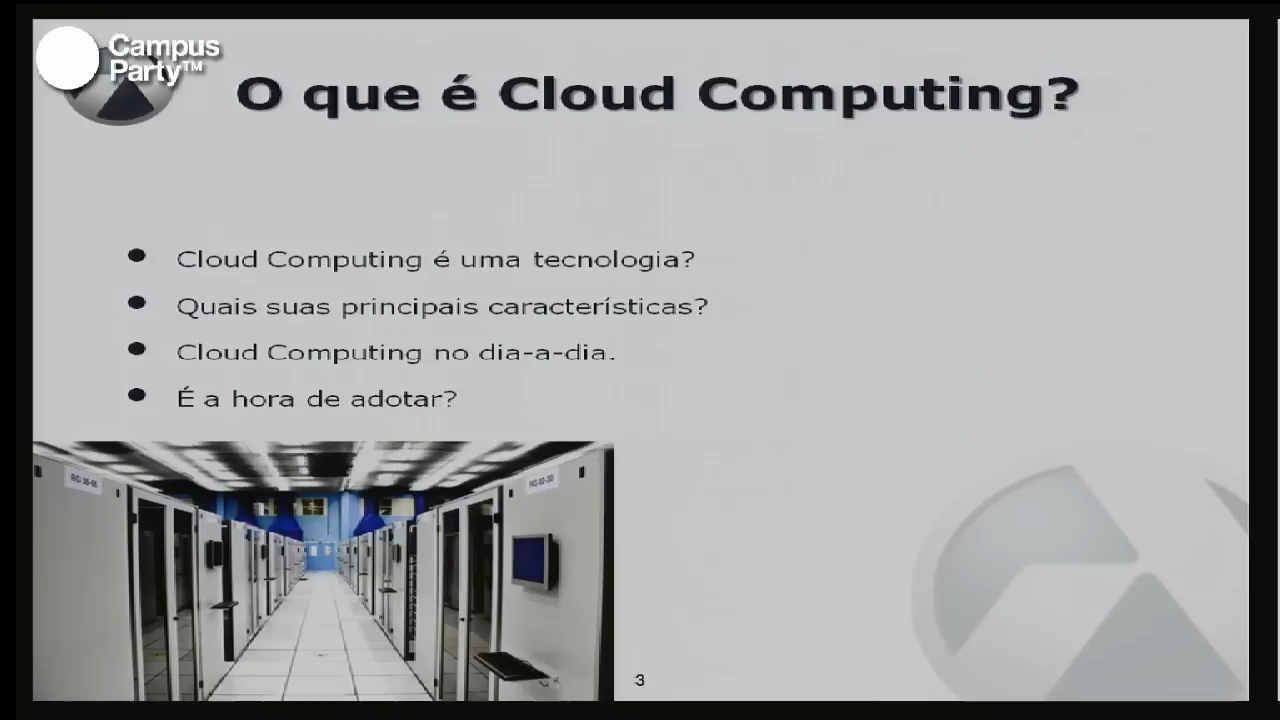 Campus
Party™
O que é Cloud Computing?
Cloud Computing é uma tecnologia?
Quais suas principais características?
Cloud Computing no dia-a-dia.
É a hora de adotar?
3